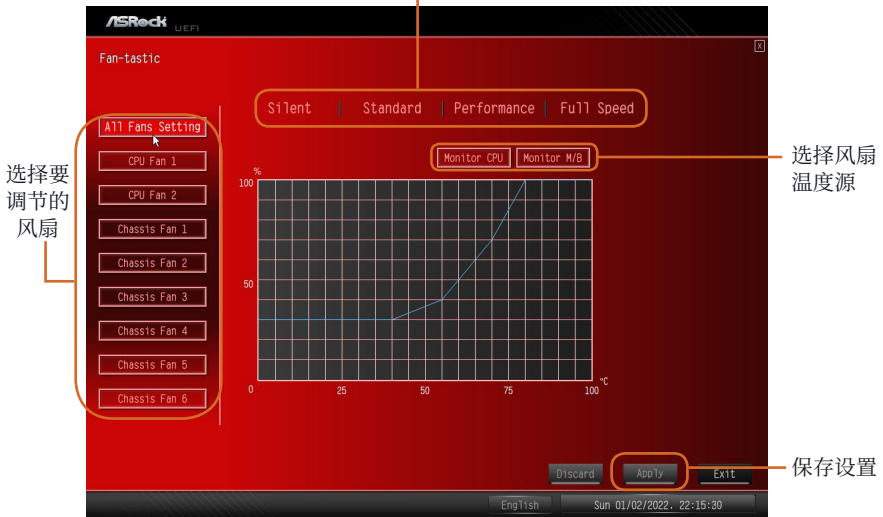 ASRock UEFI
Fan-tastic
X
Silent | Standard | Performance | Full Speed
All Fans Setting
CPU Fan 1
CPU Fan 2
Chassis Fan 1
Chassis Fan 2
Chassis Fan 3
Chassis Fan 4
Chassis Fan 5
Chassis Fan 6
选择要
调节的
风扇
Monitor CPU Monitor M/B
选择风扇
温度源
%
100
50
0 25 50 75 100 °C
Discard Apply Exit
保存设置
English Sun 01/02/2022. 22:15:30